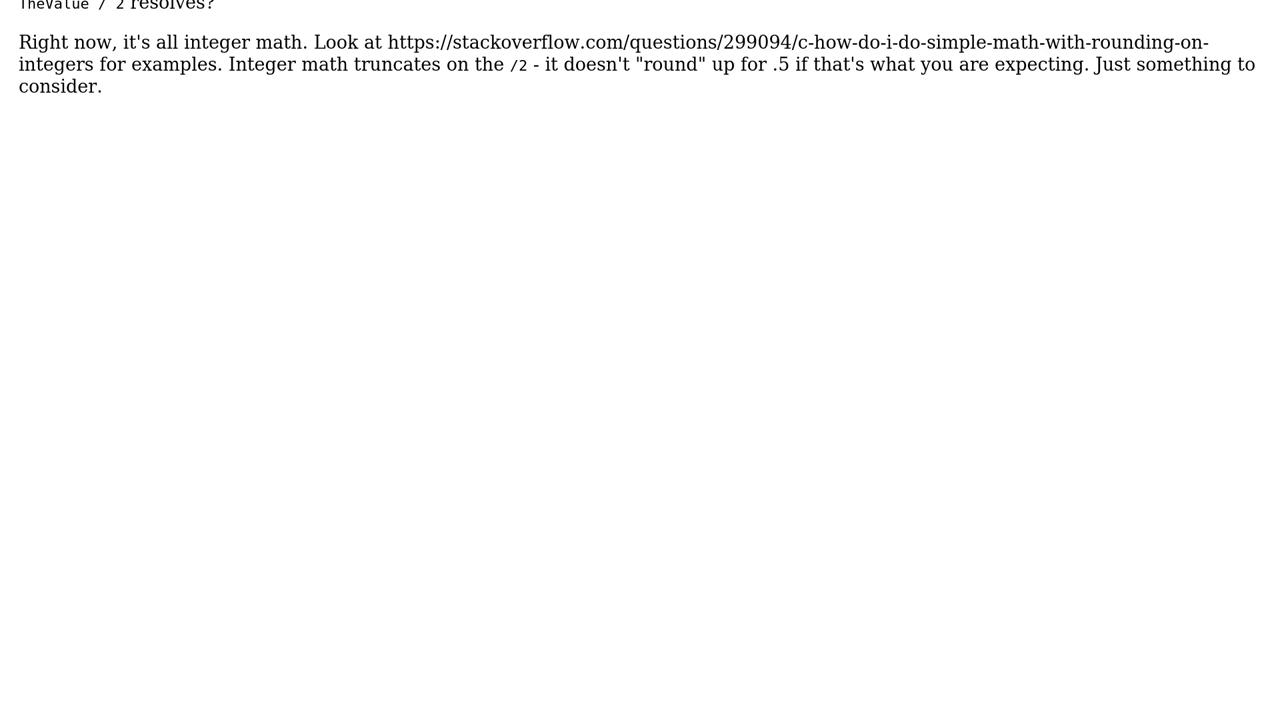 TheValue / 2 resolves?
Right now, it's all integer math. Look at https://stackoverflow.com/questions/299094/c-how-do-i-do-simple-math-with-rounding-on-
integers for examples. Integer math truncates on the /2 - it doesn't "round" up for .5 if that's what you are expecting. Just something to
consider.